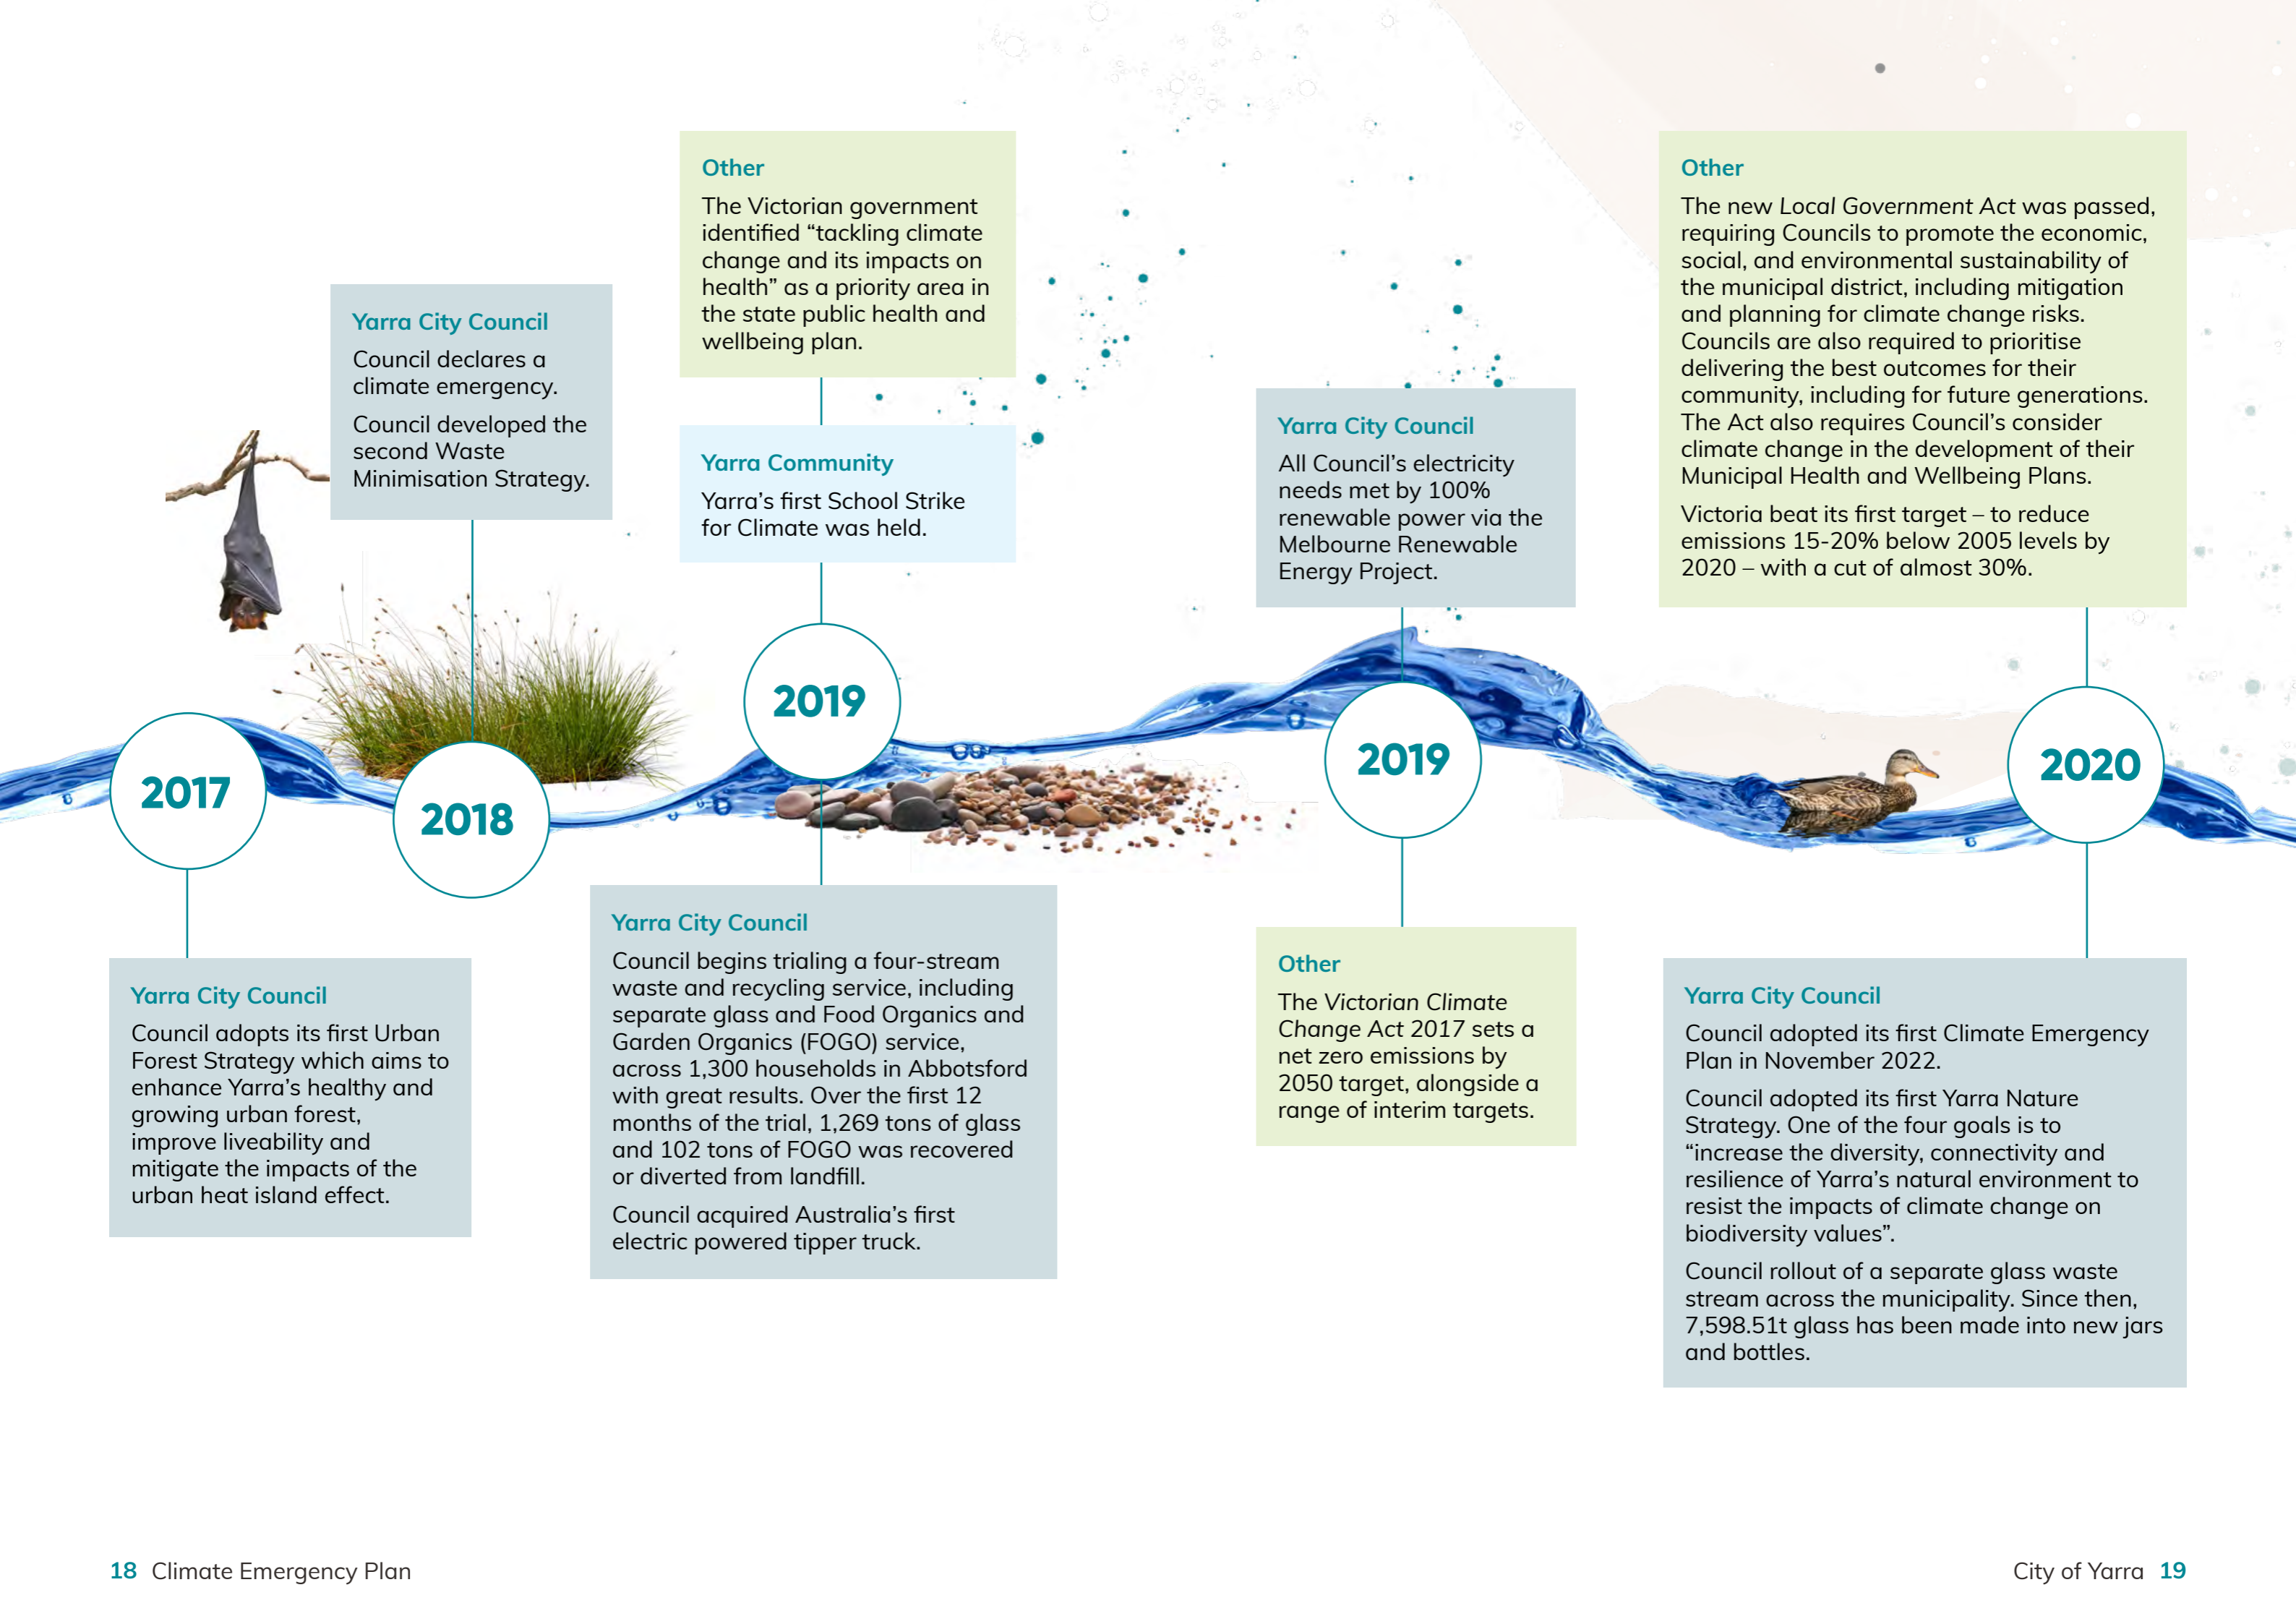 2017
Yarra City Council
Council adopts its first Urban
Forest Strategy which aims to
enhance Yarra's healthy and
growing urban forest,
improve liveability and
mitigate the impacts of the
urban heat island effect.
Yarra City Council
Council declares a
climate emergency.
Council developed the
second Waste
Minimisation Strategy.
2018
Other
The Victorian government
identified “tackling climate
change and its impacts on
health” as a priority area in
the state public health and
wellbeing plan.
Yarra Community
Yarra’s first School Strike
for Climate was held.
2019
Yarra City Council
Council begins trialing a four-stream
waste and recycling service, including
separate glass and Food Organics and
Garden Organics (FOGO) service,
across 1,300 households in Abbotsford
with great results. Over the first 12
months of the trial, 1,269 tons of glass
and 102 tons of FOGO was recovered
or diverted from landfill.
Council acquired Australia’s first
electric powered tipper truck.
Yarra City Council
All Council’s electricity
needs met by 100%
renewable power via the
Melbourne Renewable
Energy Project.
2019
Other
The Victorian Climate
Change Act 2017 sets a
net zero emissions by
2050 target, alongside a
range of interim targets.
Other
The new Local Government Act was passed,
requiring Councils to promote the economic,
social, and environmental sustainability of
the municipal district, including mitigation
and planning for climate change risks.
Councils are also required to prioritise
delivering the best outcomes for their
community, including for future generations.
The Act also requires Council’s consider
climate change in the development of their
Municipal Health and Wellbeing Plans.
Victoria beat its first target – to reduce
emissions 15-20% below 2005 levels by
2020 – with a cut of almost 30%.
2020
Yarra City Council
Council adopted its first Climate Emergency
Plan in November 2022.
Council adopted its first Yarra Nature
Strategy. One of the four goals is to
“increase the diversity, connectivity and
resilience of Yarra’s natural environment to
resist the impacts of climate change on
biodiversity values”.
Council rollout of a separate glass waste
stream across the municipality. Since then,
7,598.51t glass has been made into new jars
and bottles.
18 Climate Emergency Plan
City of Yarra 19